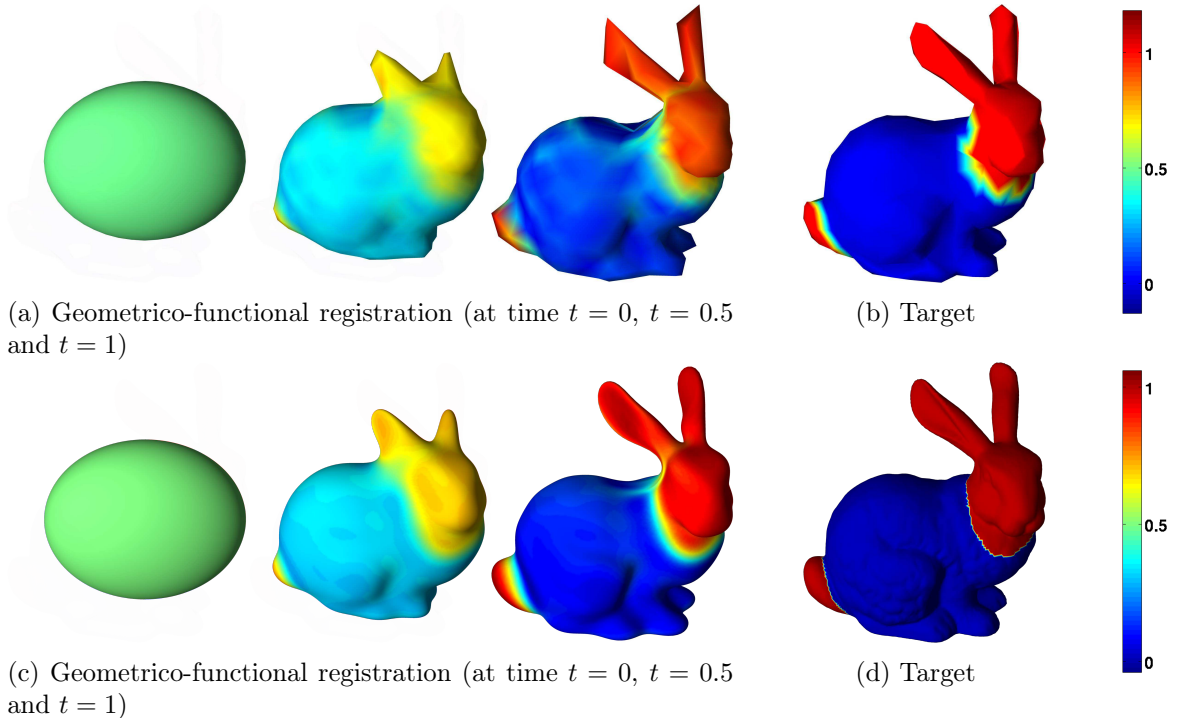 1
0.5
0
(a) Geometrico-functional registration (at time t = 0, t = 0.5
and t = 1)
(b) Target
1
0.5
0
(c) Geometrico-functional registration (at time t = 0, t = 0.5
and t = 1)
(d) Target